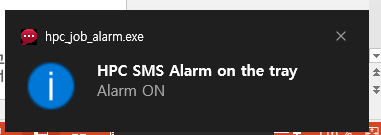 hpc_job_alarm.exe
HPC SMS Alarm on the tray
Alarm ON